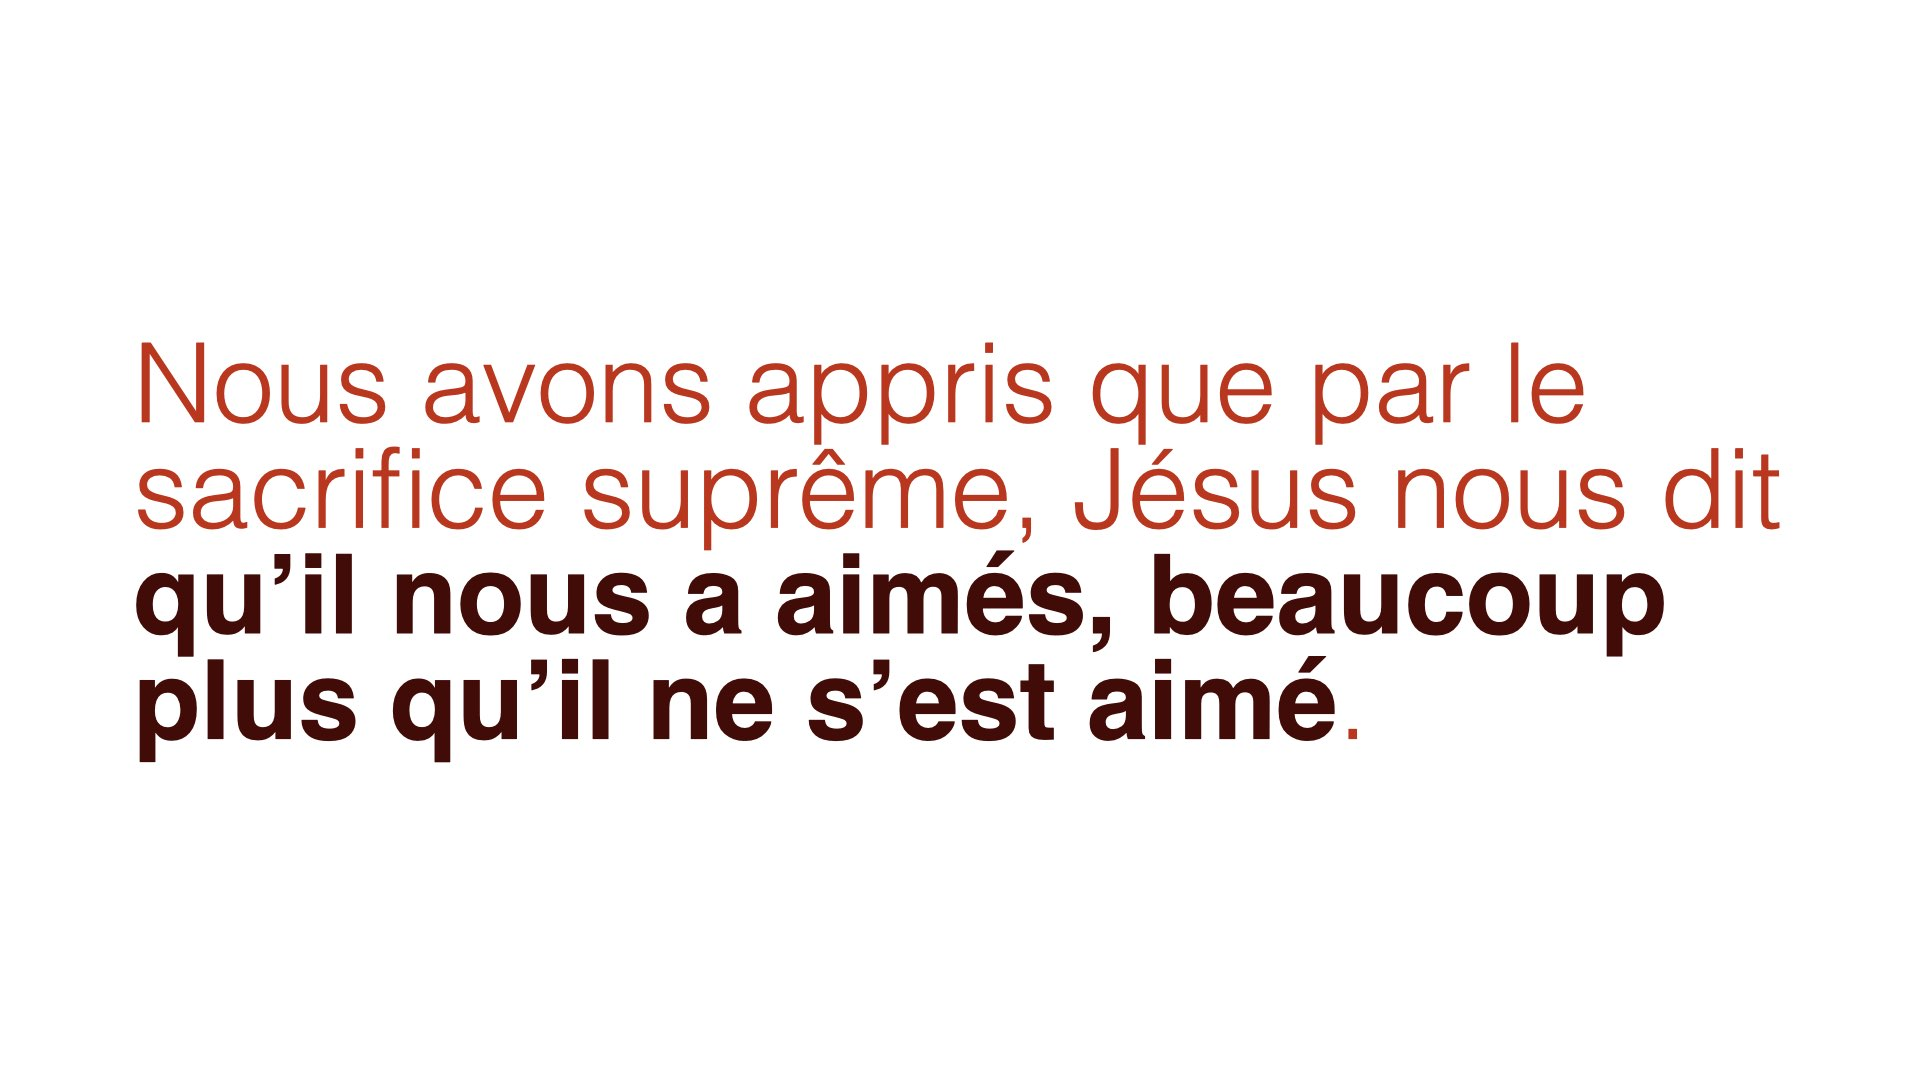 Nous avons appris que par le
sacrifice suprême, Jésus nous dit
qu’il nous a aimés, beaucoup
plus qu’il ne s’est aimé.